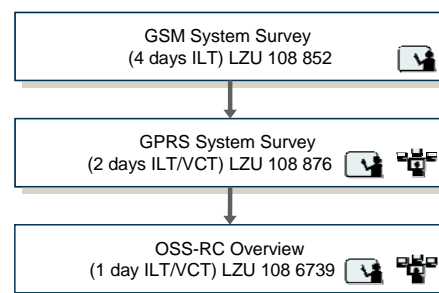 GSM System Survey
(4 days ILT) LZU 108 852
GPRS System Survey
(2 days ILT/VCT) LZU 108 876
OSS-RC Overview
(1 day ILT/VCT) LZU 108 6739